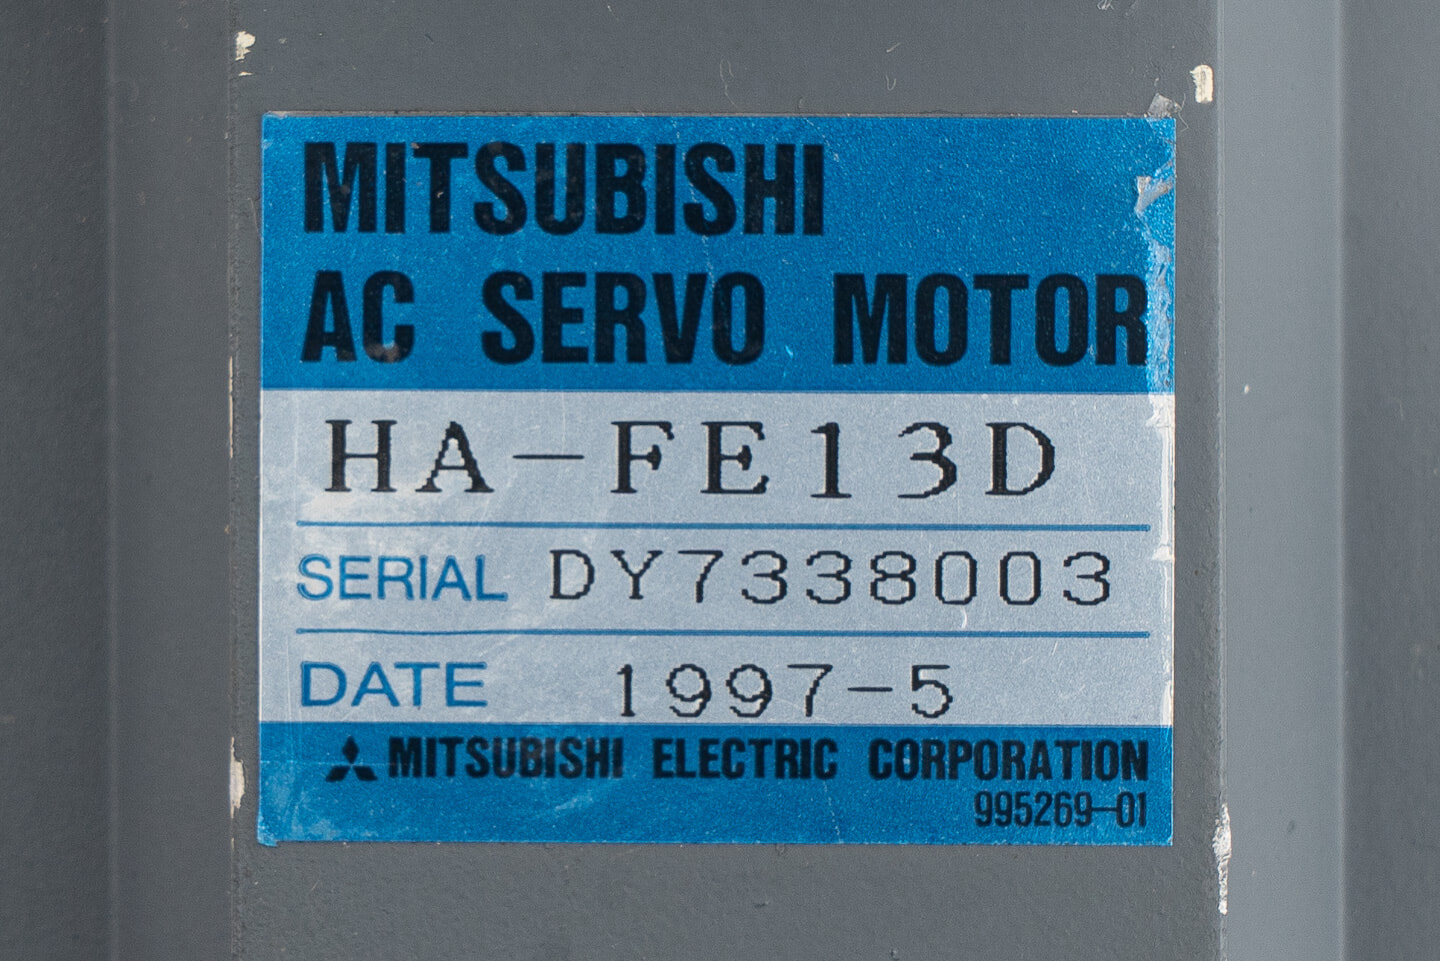 MITSUBISHI
AC SERVO MOTOR
HA-FE13D
SERIAL DY7338003
DATE 1997-5
MITSUBISHI ELECTRIC CORPORATION
995269-01